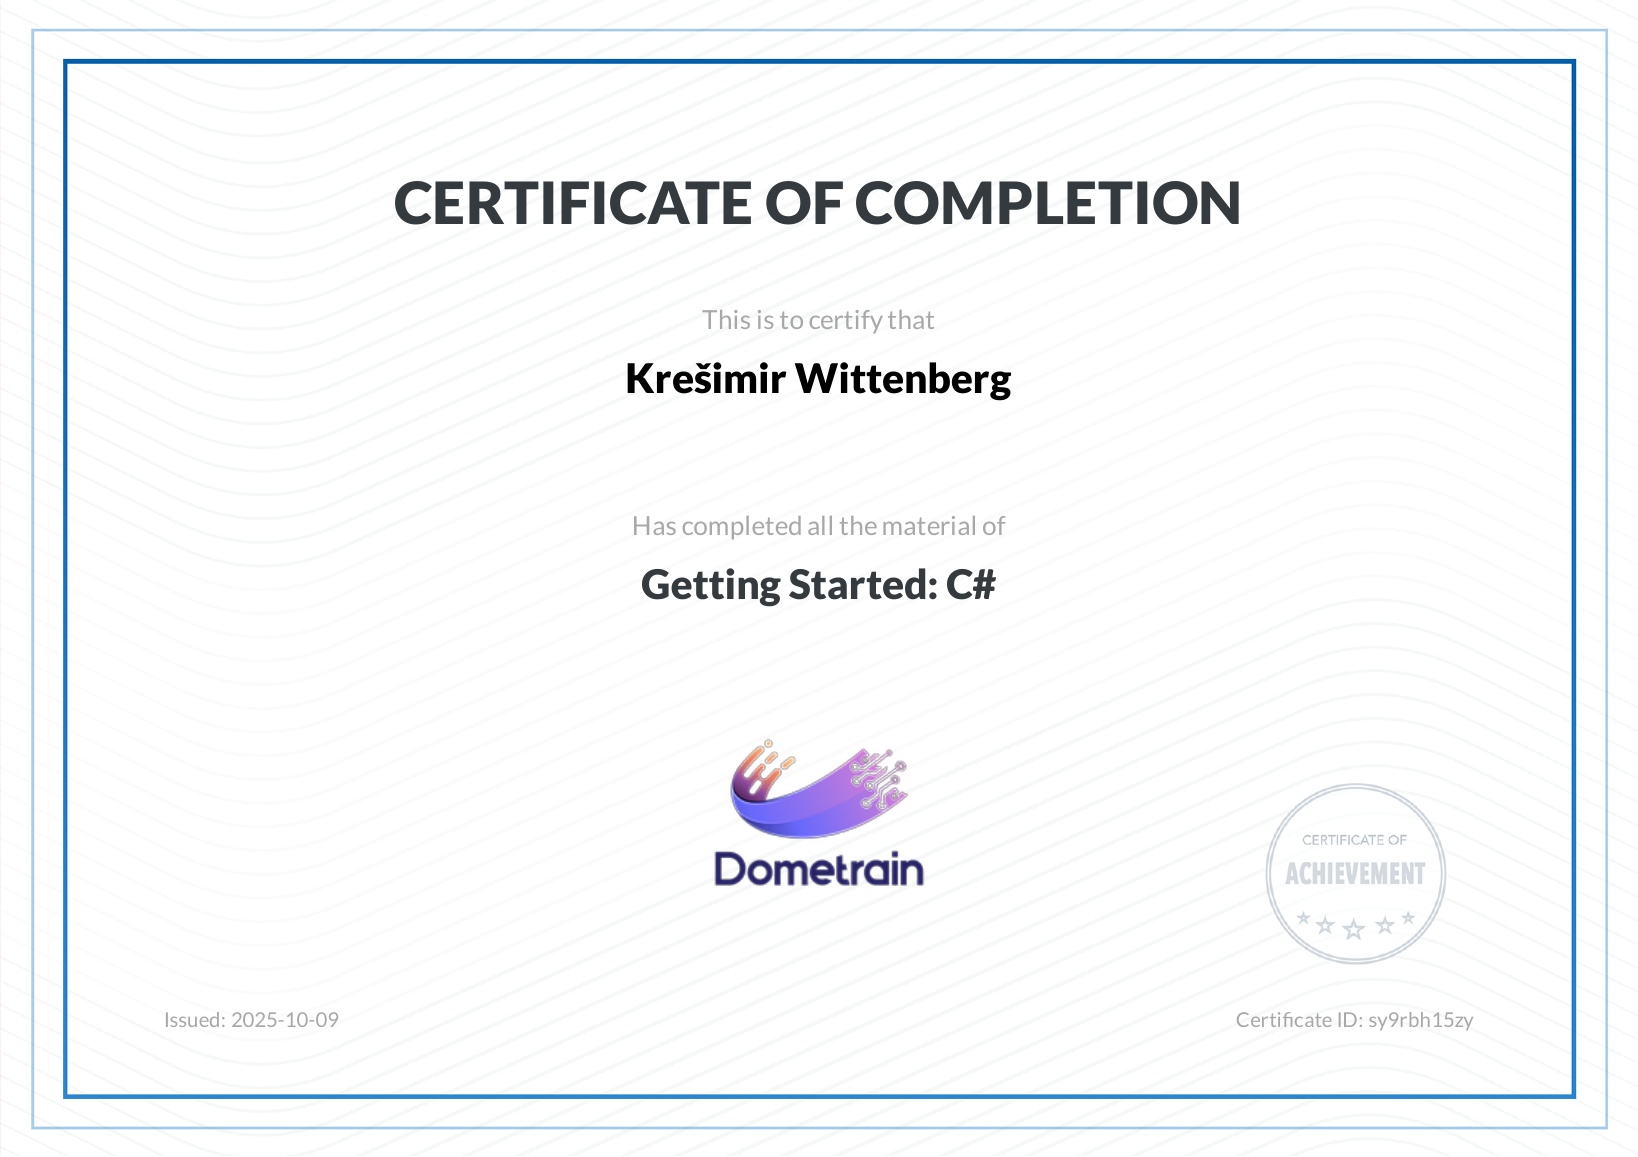 CERTIFICATE OF COMPLETION
This is to certify that
Krešimir Wittenberg
Has completed all the material of
Getting Started: C#
Dometrain
CERTIFICATE OF
ACHIEVEMENT
Issued: 2025-10-09
Certificate ID: sy9rbh15zy